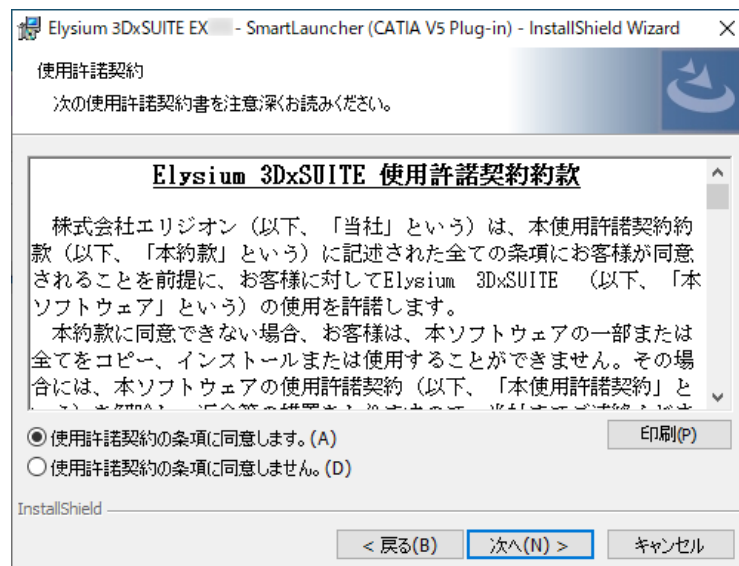 Elysium 3DxSUITE EX - SmartLauncher (CATIA V5 Plug-in) - InstallShield Wizard
使用許諾契約
次の使用許諾契約書を注意深くお読みください。
Elysium 3DxSUITE 使用許諾契約約款
株式会社エリジオン（以下、「当社」という）は、本使用許諾契約約
款（以下、「本約款」という）に記述された全ての条項にお客様が同意
されることを前提に、お客様に対してElysium 3DxSUITE （以下、「本
ソフトウェア」という）の使用を許諾します。
本約款に同意できない場合、お客様は、本ソフトウェアの一部または
全てをコピー、インストールまたは使用することができません。その場
合には、本ソフトウェアの使用許諾契約（以下、「本使用許諾契約」と
使用許諾契約の条項に同意します。(A)
印刷(P)
使用許諾契約の条項に同意しません。(D)
InstallShield
< 戻る(B)
次へ(N) >
キャンセル